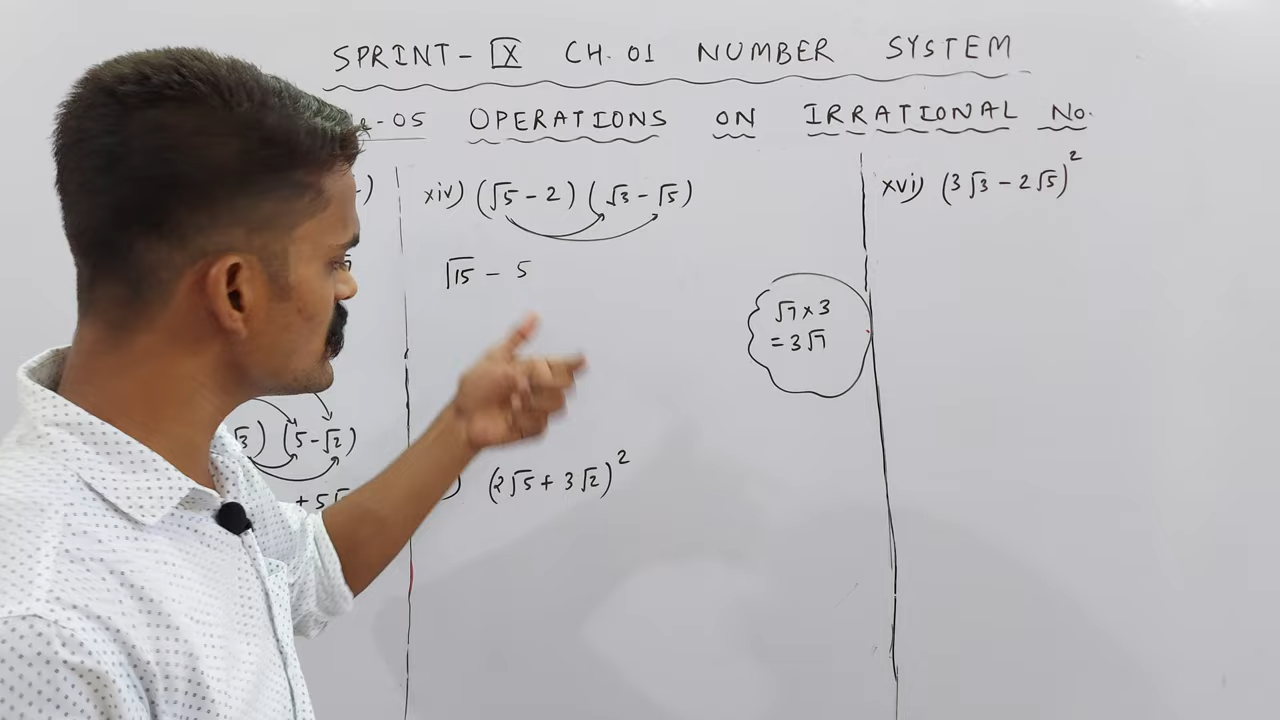 SPRINT-IX CH.01 NUMBER SYSTEM
-05 OPERATIONS ON IRRATIONAL No.
xiv) (√5 - 2) (√3 - √5)
√15 - 5
√7 × 3
= 3√7
(2√5 + 3√2)²
xvi) (3√3 - 2√5)²
√3) (5 - √2)
+ 5√